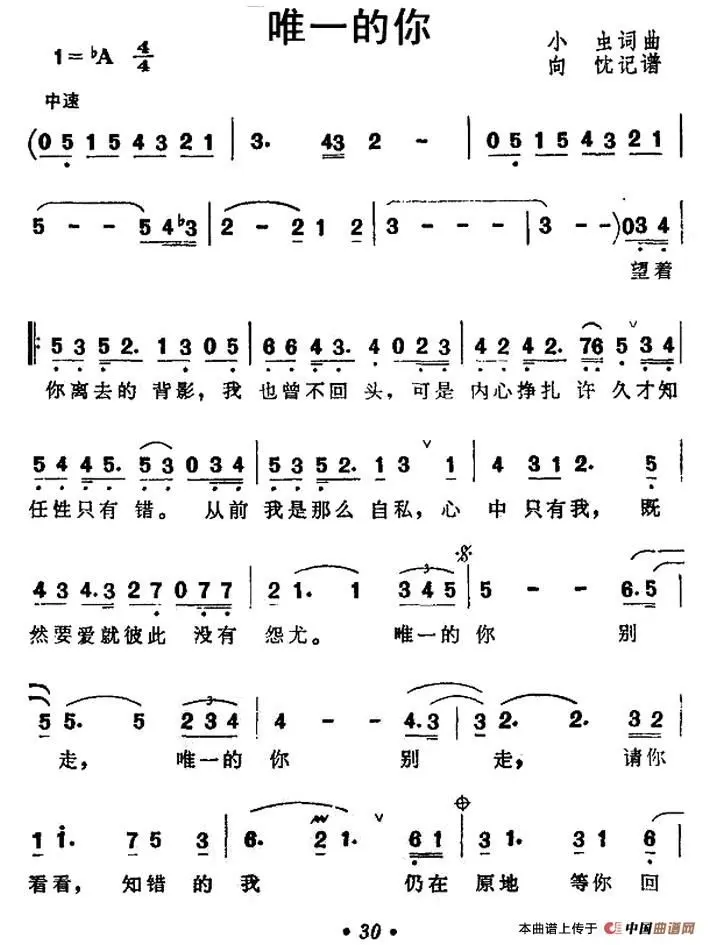 唯一的你
1=♭A 4/4
小虫词曲
向忱记谱
中速
(0 5 1 5 4 3 2 1 | 3. 43 2 - | 0 5 1 5 4 3 2 1 |
5 - - 5 4 ♭3 | 2 - 2 1 2 | 3 - - - | 3 - - ) 0 3 4 |
望着
5 3 5 2. 1 3 0 5 | 6 6 4 3. 4 0 2 3 | 4 2 4 2. 76 5 3 4 |
你离去的背影，我也曾不回头，可是内心挣扎许久才知
5 4 4 5. 5 3 0 3 4 | 5 3 5 2. 1 3 ∨ 1 | 4 3 1 2. 5 |
任性只有错。从前我是那么自私，心中只有我，既
4 3 4.3 2 7 0 7 7 | 2 1. 1 3 4 5 | 5 - - 6.5 |
然要爱就彼此没有怨尤。唯一的你别
5 5. 5 2 3 4 | 4 - - 4.3 | 3 2. 2. 3 2 |
走，唯一的你别走，请你
1 1. 7 5 3 | 6. 2 1. ∨ 6 1 | 3 1. 3 1 6 |
看看，知错的我仍在原地等你回
• 30 •
本曲谱上传于 中国曲谱网